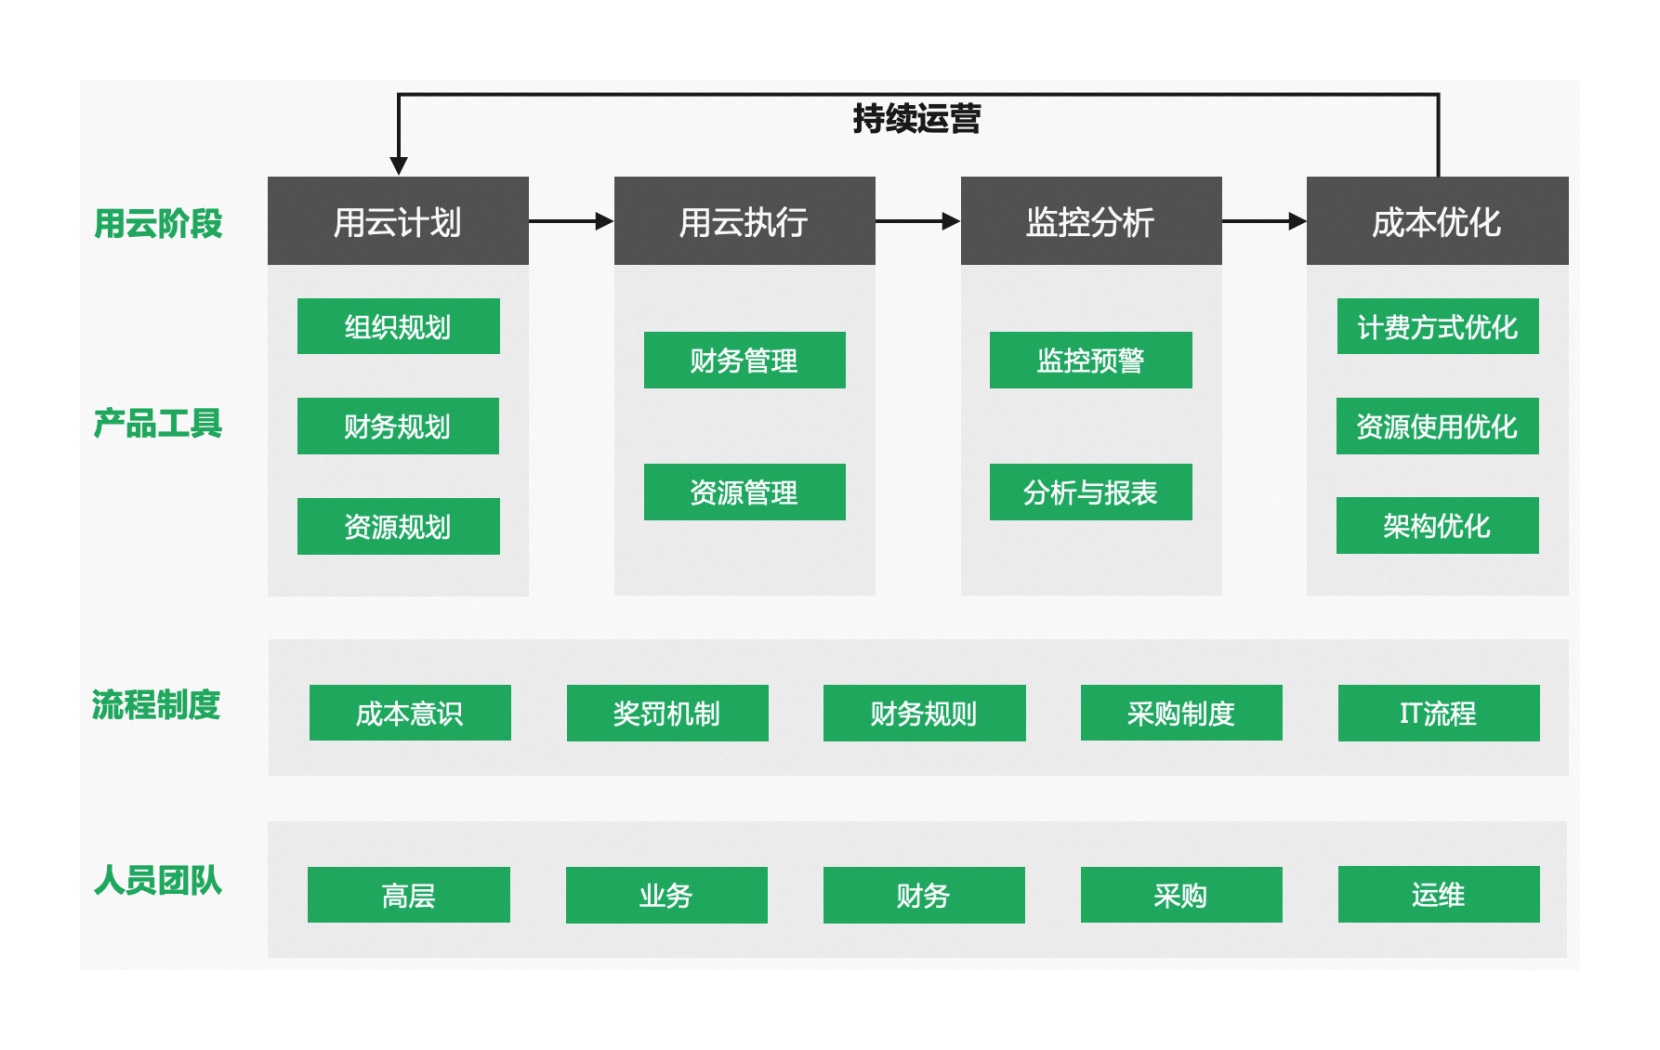 持续运营
用云阶段
用云计划
用云执行
监控分析
成本优化
产品工具
组织规划
财务规划
资源规划
财务管理
资源管理
监控预警
分析与报表
计费方式优化
资源使用优化
架构优化
流程制度
成本意识
奖罚机制
财务规则
采购制度
IT流程
人员团队
高层
业务
财务
采购
运维